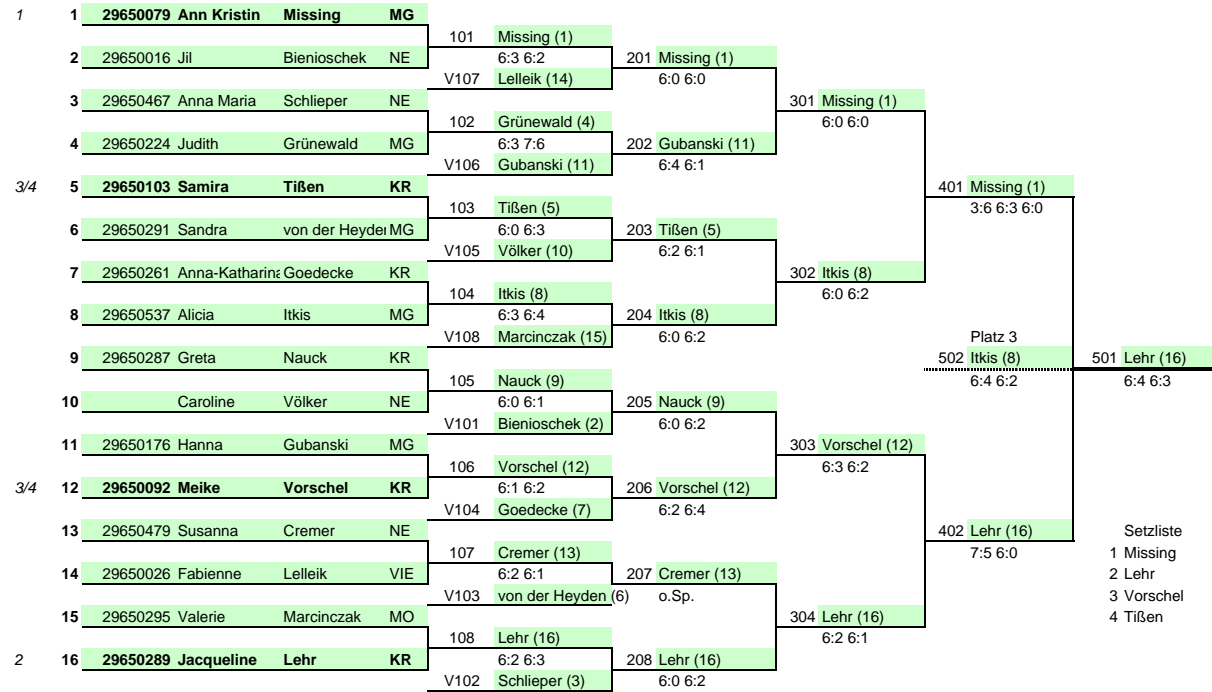 1 1 29650079 Ann Kristin Missing MG
101 Missing (1)
2 29650016 Jil Bienioschek NE 6:3 6:2 201 Missing (1)
V107 Lelleik (14) 6:0 6:0
3 29650467 Anna Maria Schlieper NE 301 Missing (1)
102 Grünewald (4) 6:0 6:0
4 29650224 Judith Grünewald MG 6:3 7:6 202 Gubanski (11)
V106 Gubanski (11) 6:4 6:1
3/4 5 29650103 Samira Tißen KR 401 Missing (1)
103 Tißen (5) 3:6 6:3 6:0
6 29650291 Sandra von der Heyden MG 6:0 6:3 203 Tißen (5)
V105 Völker (10) 6:2 6:1
7 29650261 Anna-Katharina Goedecke KR 302 Itkis (8)
104 Itkis (8) 6:0 6:2
8 29650537 Alicia Itkis MG 6:3 6:4 204 Itkis (8)
V108 Marcinczak (15) 6:0 6:2 Platz 3
9 29650287 Greta Nauck KR 502 Itkis (8) 501 Lehr (16)
105 Nauck (9) 6:4 6:2 6:4 6:3
10 Caroline Völker NE 6:0 6:1 205 Nauck (9)
V101 Bienioschek (2) 6:0 6:2
11 29650176 Hanna Gubanski MG 303 Vorschel (12)
106 Vorschel (12) 6:3 6:2
3/4 12 29650092 Meike Vorschel KR 6:1 6:2 206 Vorschel (12)
V104 Goedecke (7) 6:2 6:4
13 29650479 Susanna Cremer NE 402 Lehr (16) Setzliste
107 Cremer (13) 7:5 6:0 1 Missing
14 29650026 Fabienne Lelleik VIE 6:2 6:1 207 Cremer (13) 2 Lehr
V103 von der Heyden (6) o.Sp. 3 Vorschel
15 29650295 Valerie Marcinczak MO 304 Lehr (16) 4 Tißen
108 Lehr (16) 6:2 6:1
2 16 29650289 Jacqueline Lehr KR 6:2 6:3 208 Lehr (16)
V102 Schlieper (3) 6:0 6:2